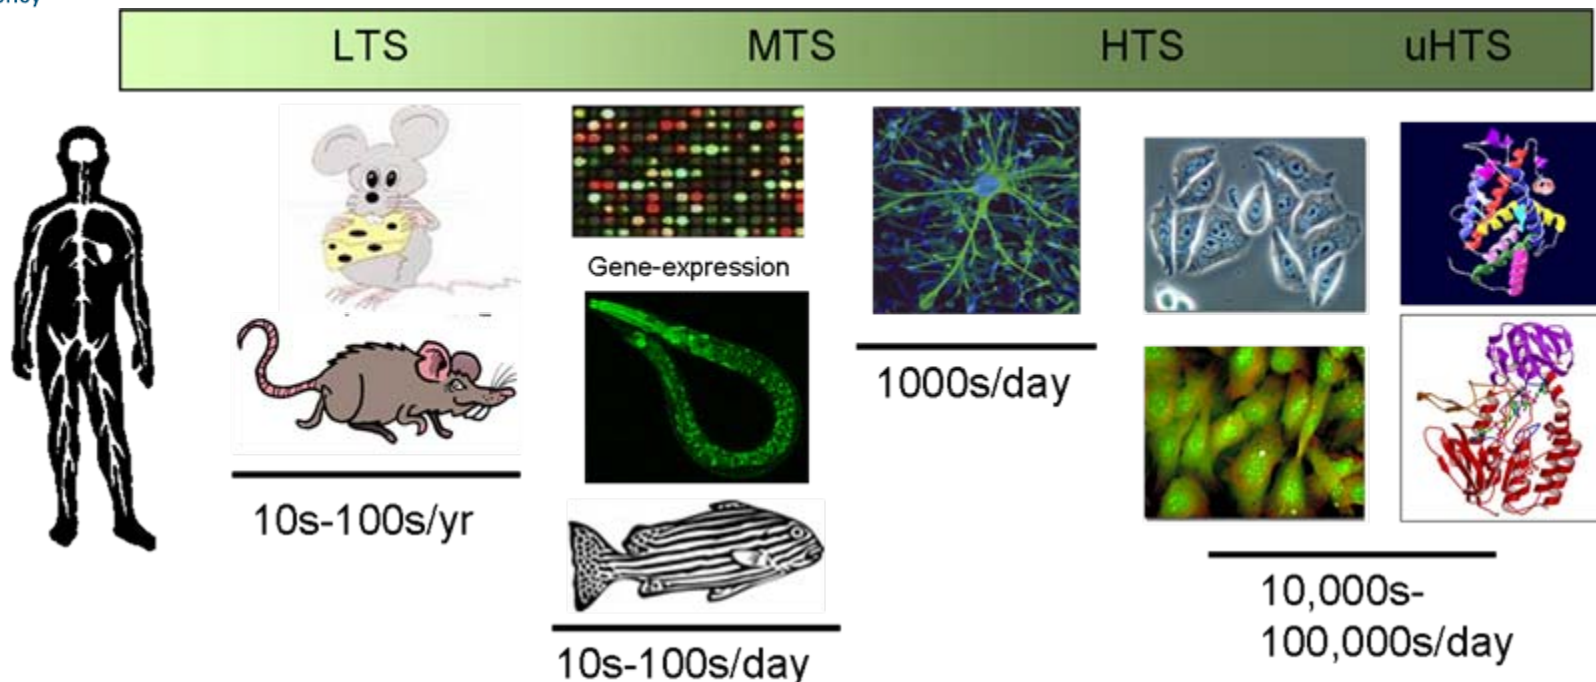 LTS MTS HTS uHTS
Gene-expression
1000s/day
10s-100s/yr
10,000s-
100,000s/day
10s-100s/day